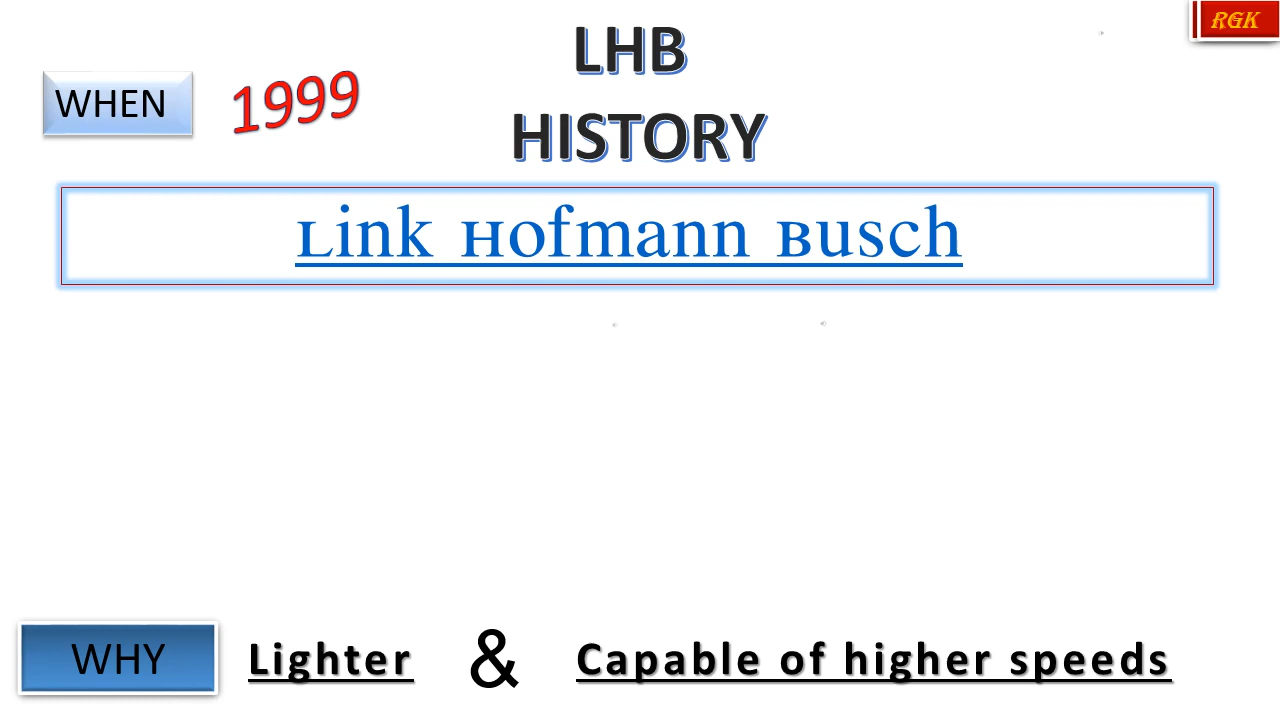 RGK
LHB
WHEN 1999
HISTORY
Link Hofmann Busch
WHY Lighter & Capable of higher speeds